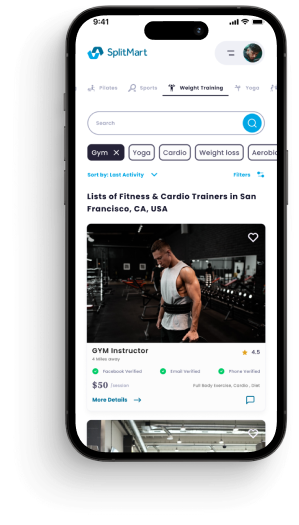 9:41
SplitMart
Pilates Sports Weight Training Yoga
Search
Gym X Yoga Cardio Weight loss Aerobic
Sort by: Last Activity Filters
Lists of Fitness & Cardio Trainers in San
Francisco, CA, USA
GYM Instructor 4.5
4 Miles away
Facebook Verified Email Verified Phone Verified
$50 /session Full Body Exercise, Cardio , Diet
More Details